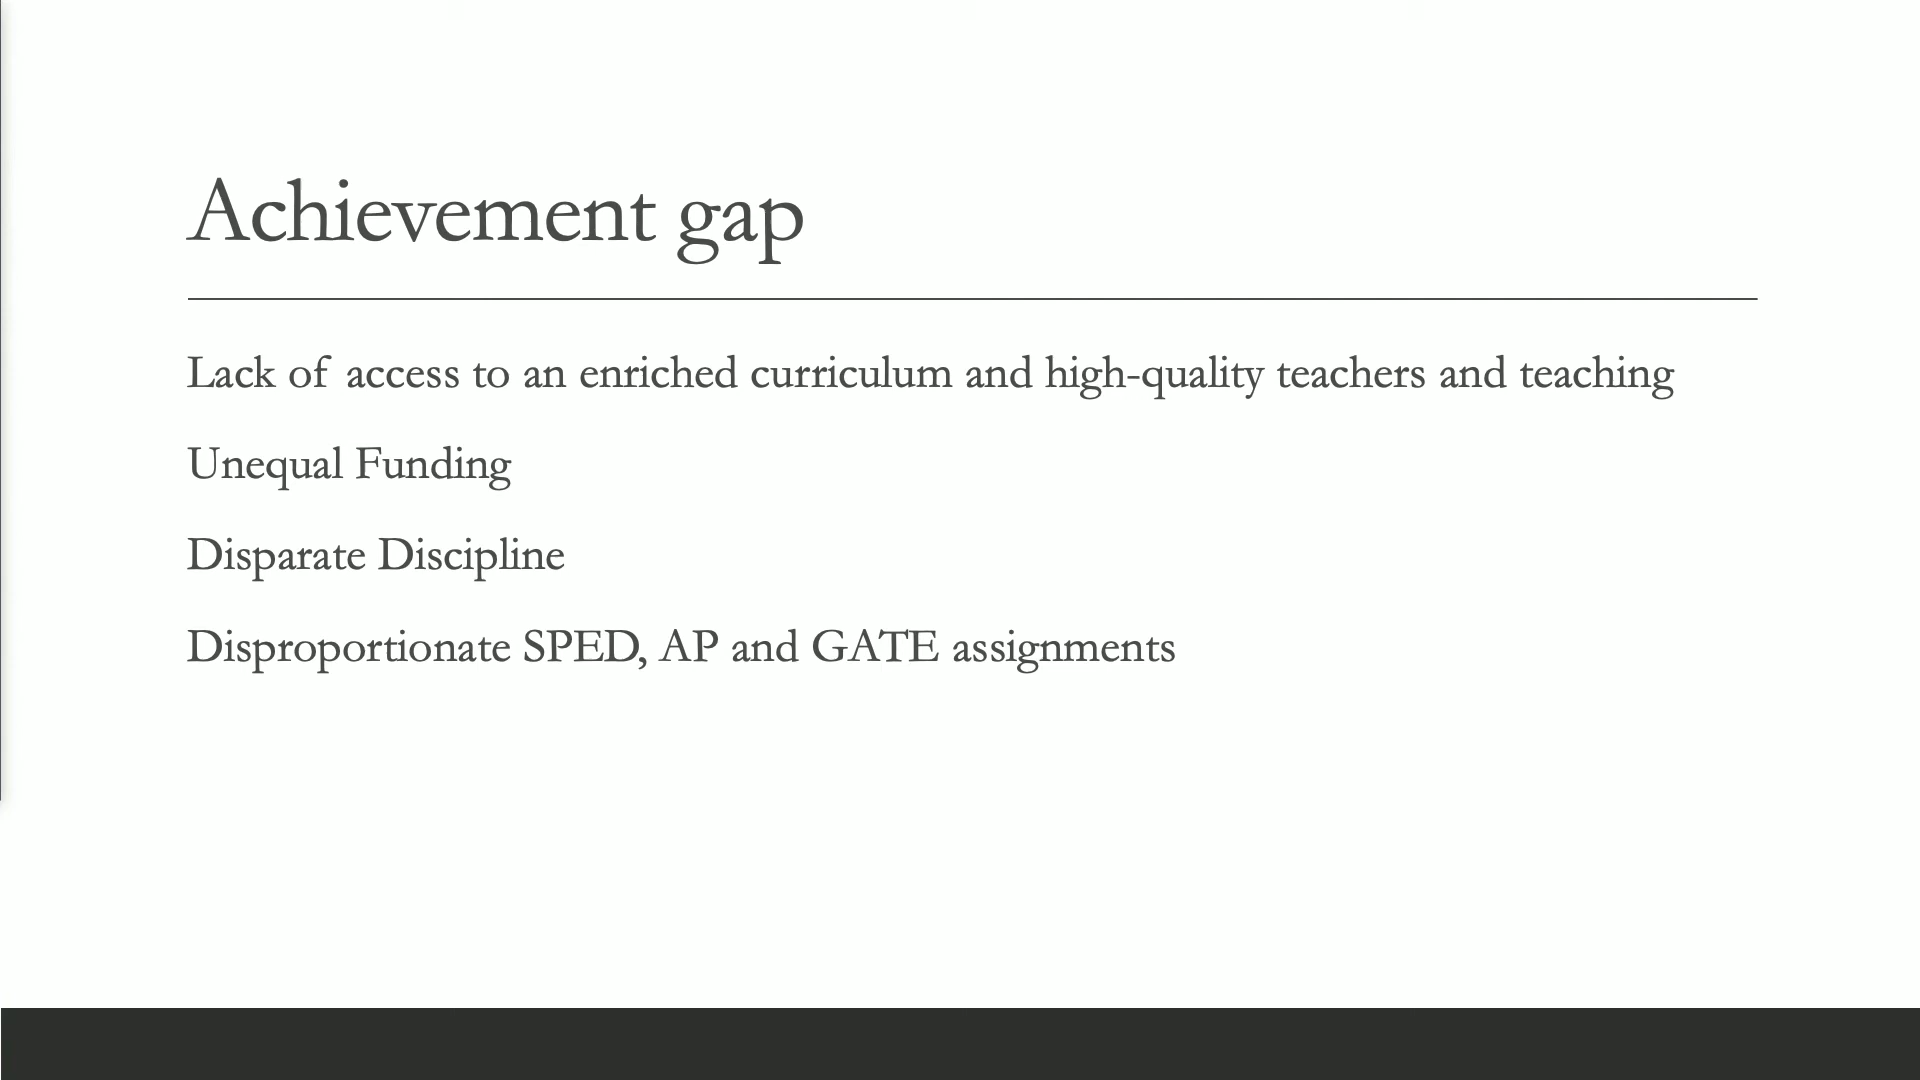 Achievement gap
Lack of access to an enriched curriculum and high-quality teachers and teaching
Unequal Funding
Disparate Discipline
Disproportionate SPED, AP and GATE assignments